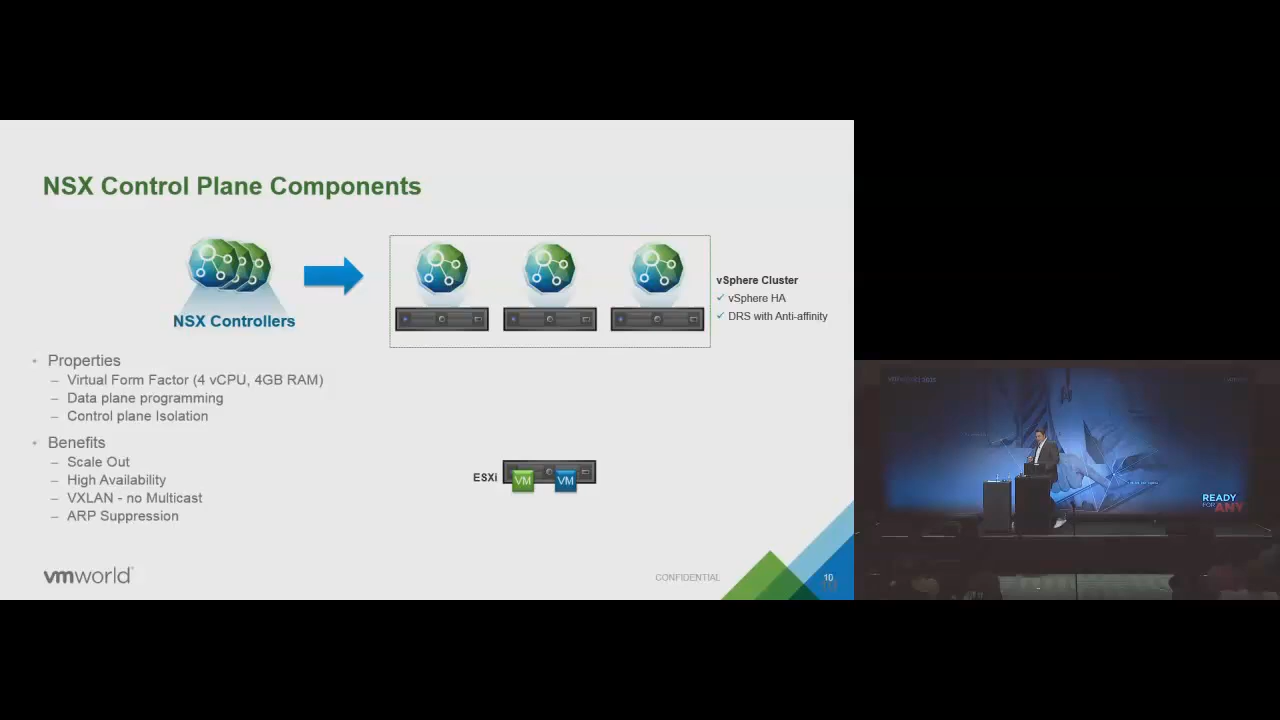 NSX Control Plane Components
NSX Controllers
vSphere Cluster
✓ vSphere HA
✓ DRS with Anti-affinity
• Properties
– Virtual Form Factor (4 vCPU, 4GB RAM)
– Data plane programming
– Control plane Isolation
• Benefits
– Scale Out
– High Availability
– VXLAN - no Multicast
– ARP Suppression
ESXi
VM
VM
vmworld
CONFIDENTIAL
10
READY
FOR ANY